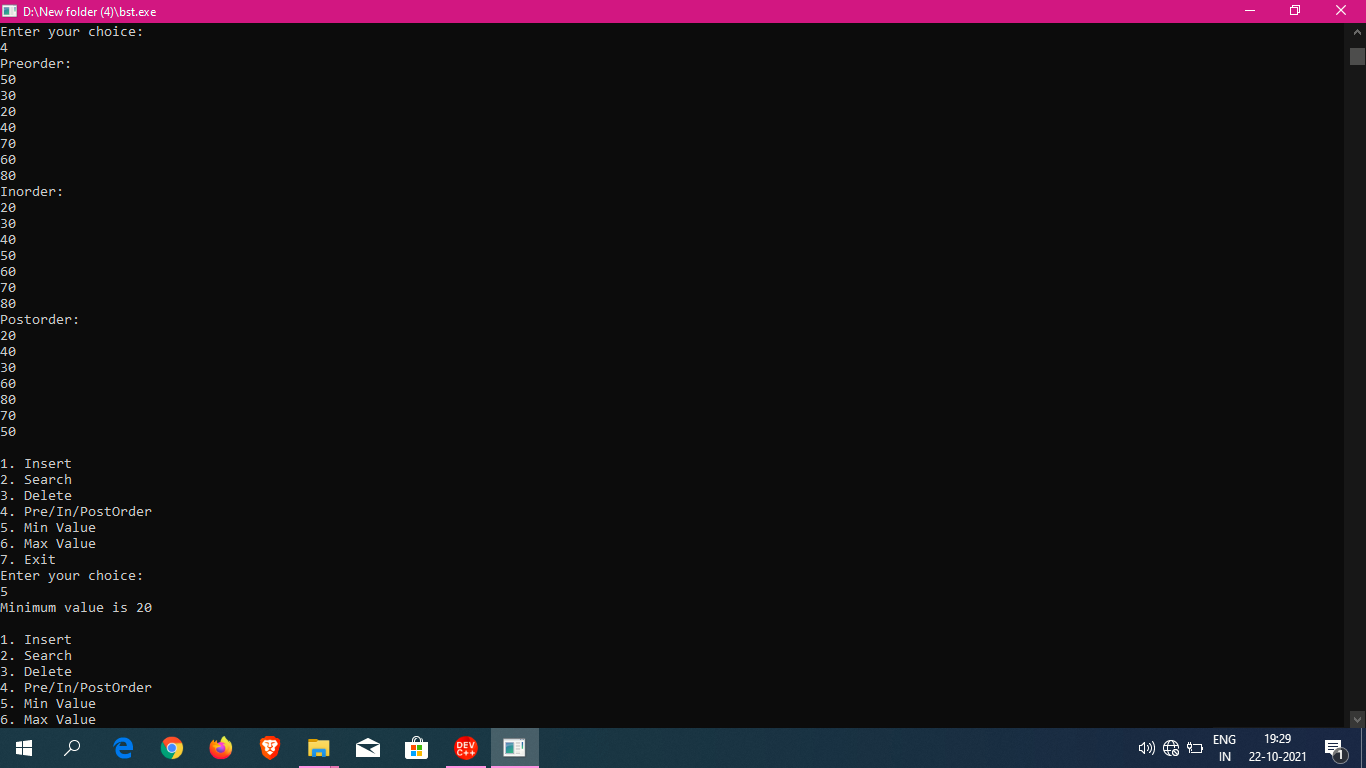 D:\New folder (4)\bst.exe
Enter your choice:
4
Preorder:
50
30
20
40
70
60
80
Inorder:
20
30
40
50
60
70
80
Postorder:
20
40
30
60
80
70
50
1. Insert
2. Search
3. Delete
4. Pre/In/PostOrder
5. Min Value
6. Max Value
7. Exit
Enter your choice:
5
Minimum value is 20
1. Insert
2. Search
3. Delete
4. Pre/In/PostOrder
5. Min Value
6. Max Value
DEV
C++
ENG
IN
19:29
22-10-2021
1